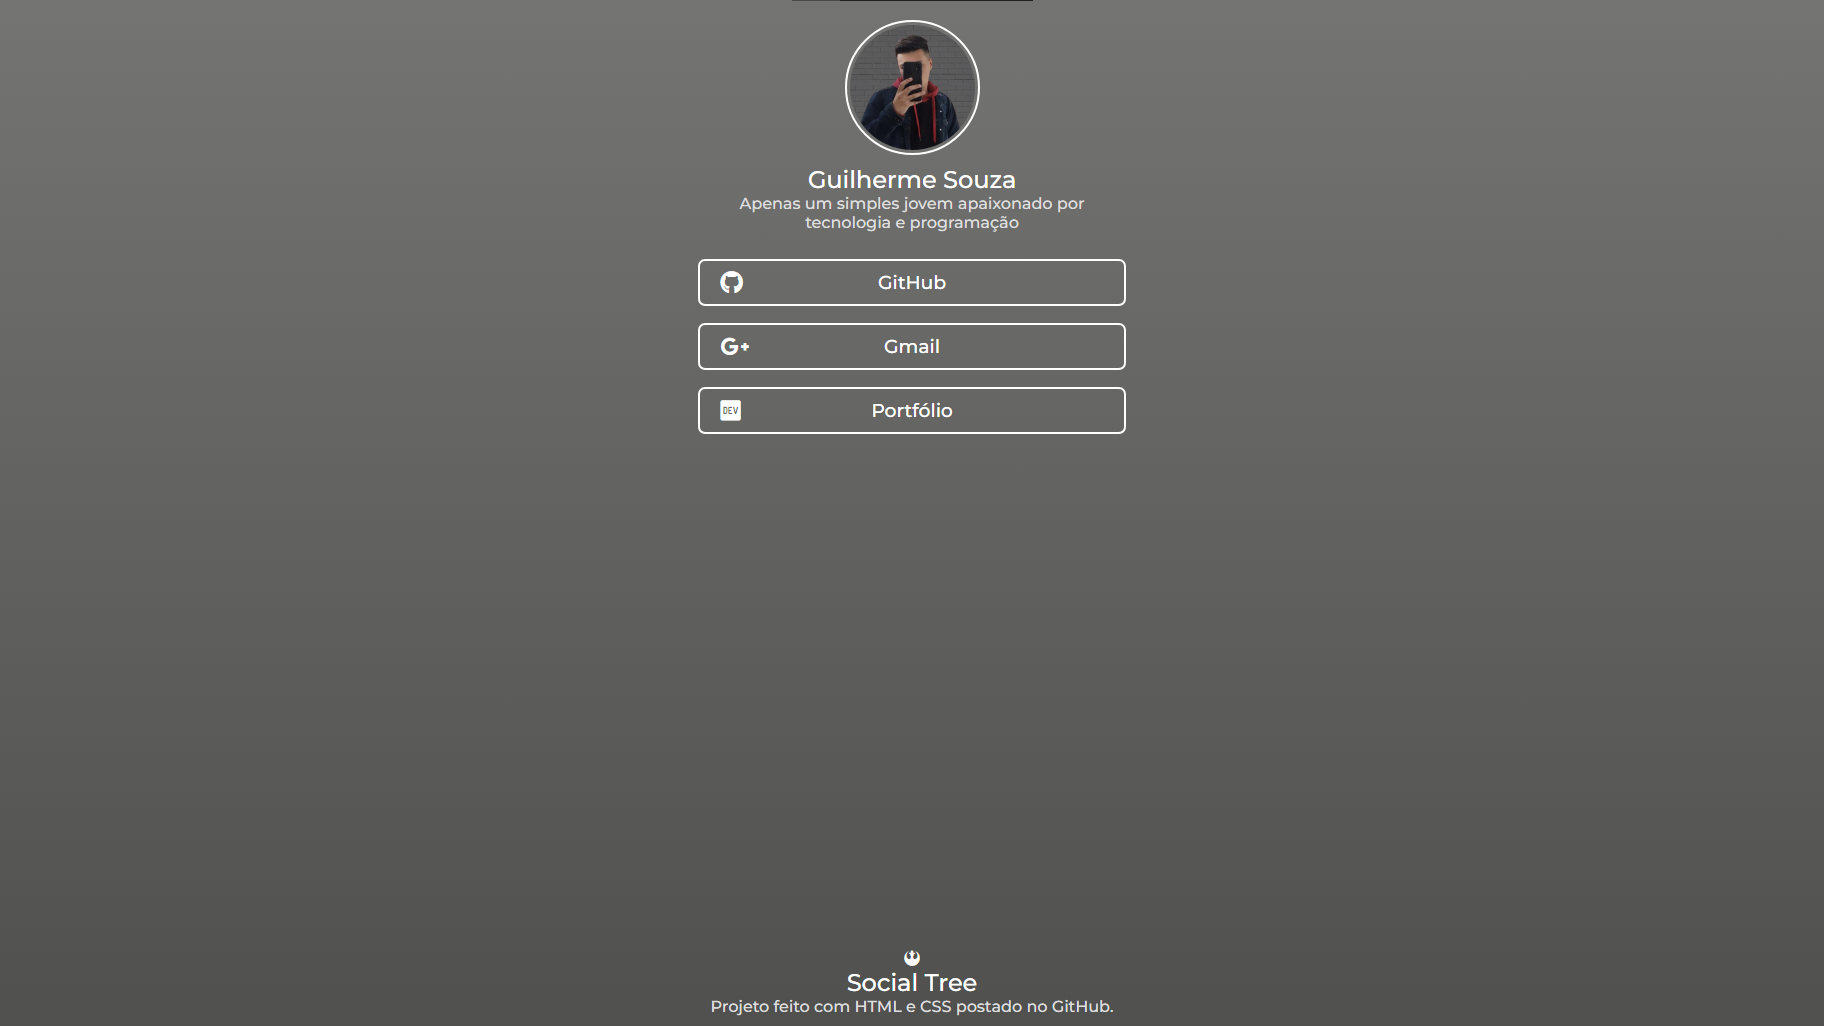 Guilherme Souza
Apenas um simples jovem apaixonado por
tecnologia e programação
GitHub
G+ Gmail
DEV Portfólio
Social Tree
Projeto feito com HTML e CSS postado no GitHub.